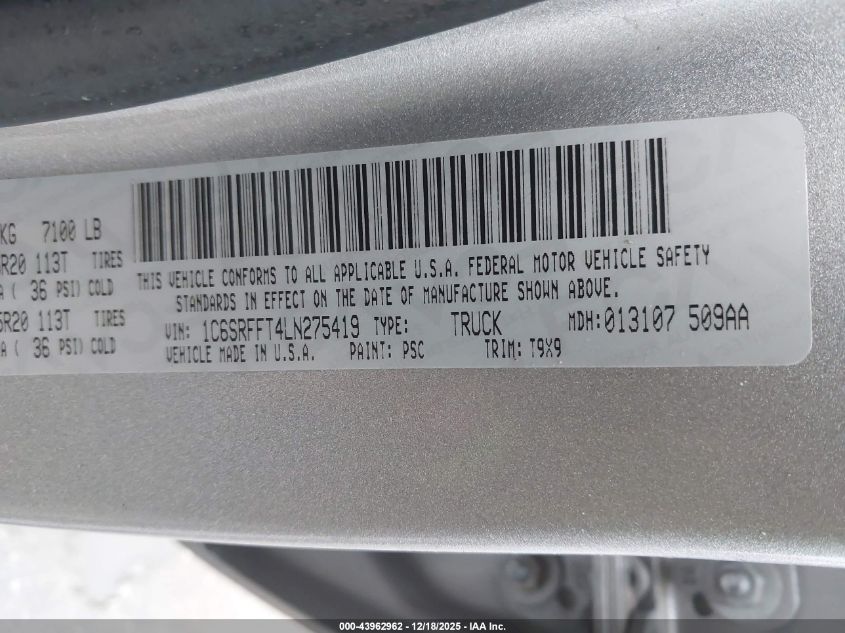 KG 7100 LB
R20 113T TIRES
A ( 36 PSI) COLD
R20 113T
A ( 36 PSI) COLD
THIS VEHICLE CONFORMS TO ALL APPLICABLE U.S.A. FEDERAL MOTOR VEHICLE SAFETY
STANDARDS IN EFFECT ON THE DATE OF MANUFACTURE SHOWN ABOVE.
VIN: 1C6SRFFT4LN275419 TYPE: TRUCK MDH:013107 509AA
VEHICLE MADE IN U.S.A. PAINT: PSC TRIM: T9X9
000-43962962 - 12/18/2025 - IAA Inc.